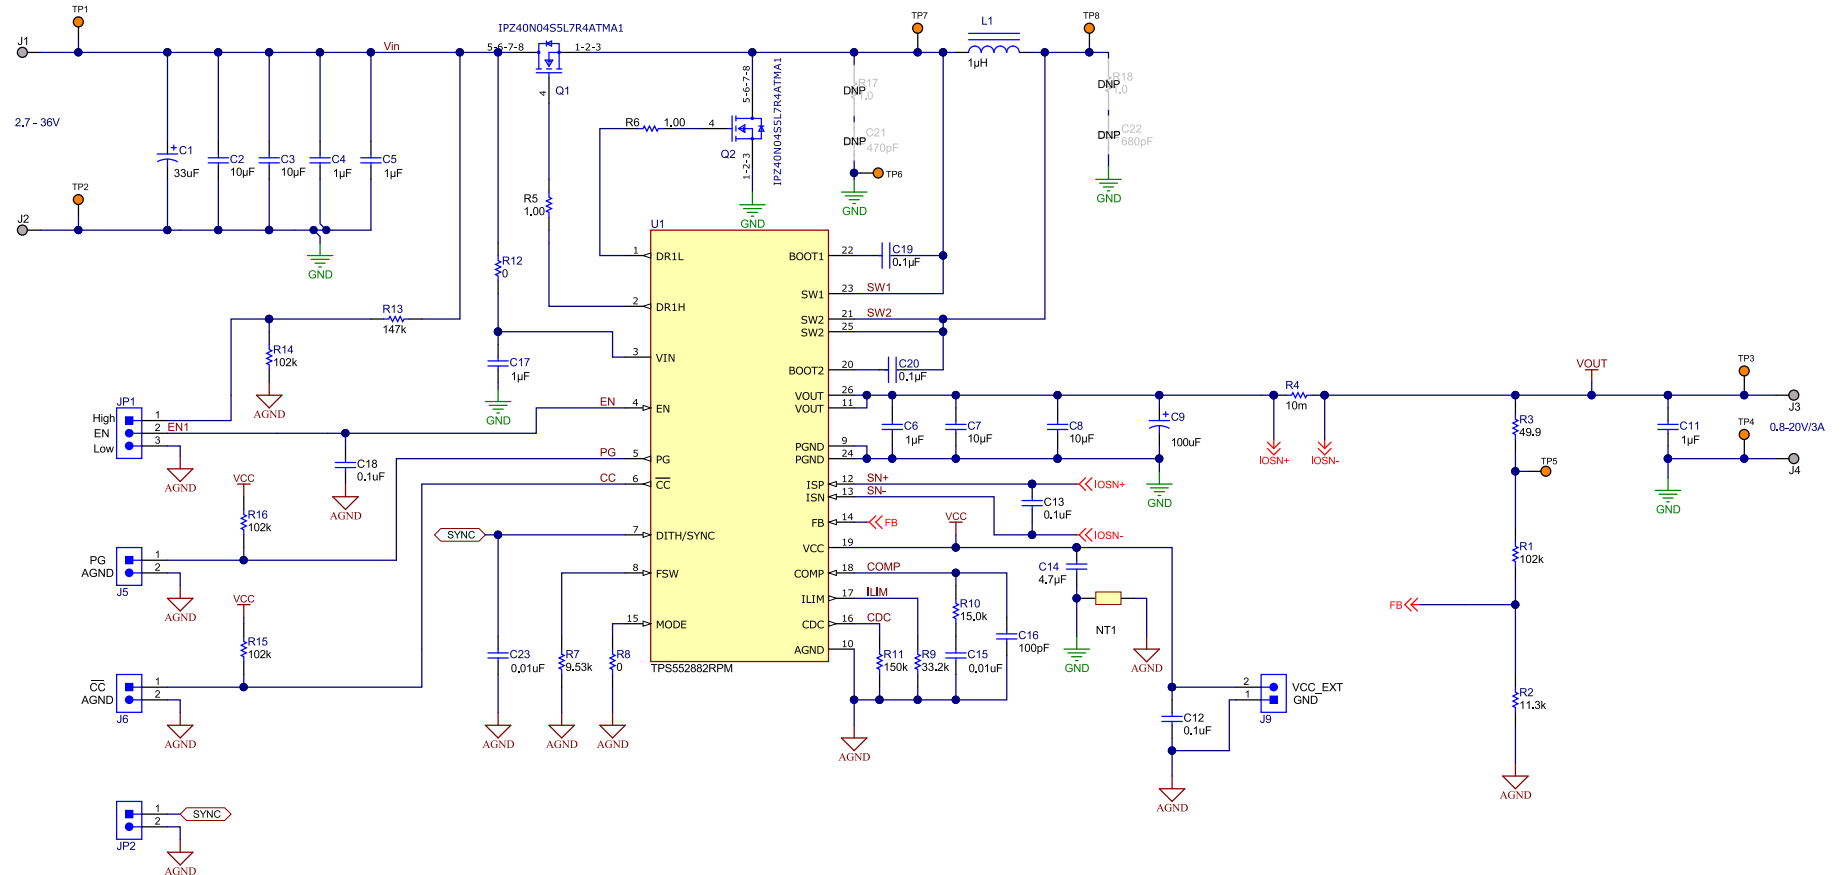 TP1
J1
Vin
2.7 - 36V
C1
33uF
C2
10µF
C3
10µF
C4
1µF
C5
1µF
TP2
J2
GND
IPZ40N04S5L7R4ATMA1
5-6-7-8
1-2-3
4
Q1
R6
1.00
4
Q2
5-6-7-8
1-2-3
IPZ40N04S5L7R4ATMA1
GND
R5
1.00
TP7
L1
1µH
TP8
R17
1.0
DNP
C21
470pF
DNP
TP6
GND
R18
1.0
DNP
C22
680pF
DNP
GND
R12
0
C17
1µF
GND
R13
147k
R14
102k
AGND
JP1
High
EN
Low
1
2
3
EN1
AGND
C18
0.1uF
AGND
VCC
R16
102k
PG
AGND
1
2
J5
AGND
VCC
R15
102k
CC
AGND
1
2
J6
AGND
1
2
JP2
SYNC
AGND
SYNC
C23
0.01uF
AGND
R7
9.53k
AGND
R8
0
AGND
U1
1 DR1L
2 DR1H
3 VIN
EN 4 EN
PG 5 PG
CC 6 CC
7 DITH/SYNC
8 FSW
15 MODE
BOOT1 22
SW1 23 SW1
SW2 21 SW2
SW2 25
BOOT2 20
VOUT 26
VOUT 11
PGND 9
PGND 24
ISP 12 SN+
ISN 13 SN-
FB 14 FB
VCC 19
COMP 18 COMP
ILIM 17 ILIM
CDC 16 CDC
AGND 10
TPS552882RPM
C19
0.1µF
C20
0.1µF
C6
1µF
C7
10µF
C8
10µF
C9
100uF
GND
IOSN+
C13
0.1uF
IOSN-
VCC
C14
4.7µF
GND
NT1
AGND
R10
15.0k
C15
0.01uF
C16
100pF
R11
150k
R9
33.2k
AGND
C12
0.1uF
AGND
2
1
VCC_EXT
GND
J9
R4
10m
IOSN+
IOSN-
VOUT
R3
49.9
TP5
R1
102k
FB
R2
11.3k
AGND
C11
1µF
GND
TP3
J3
0.8-20V/3A
TP4
J4